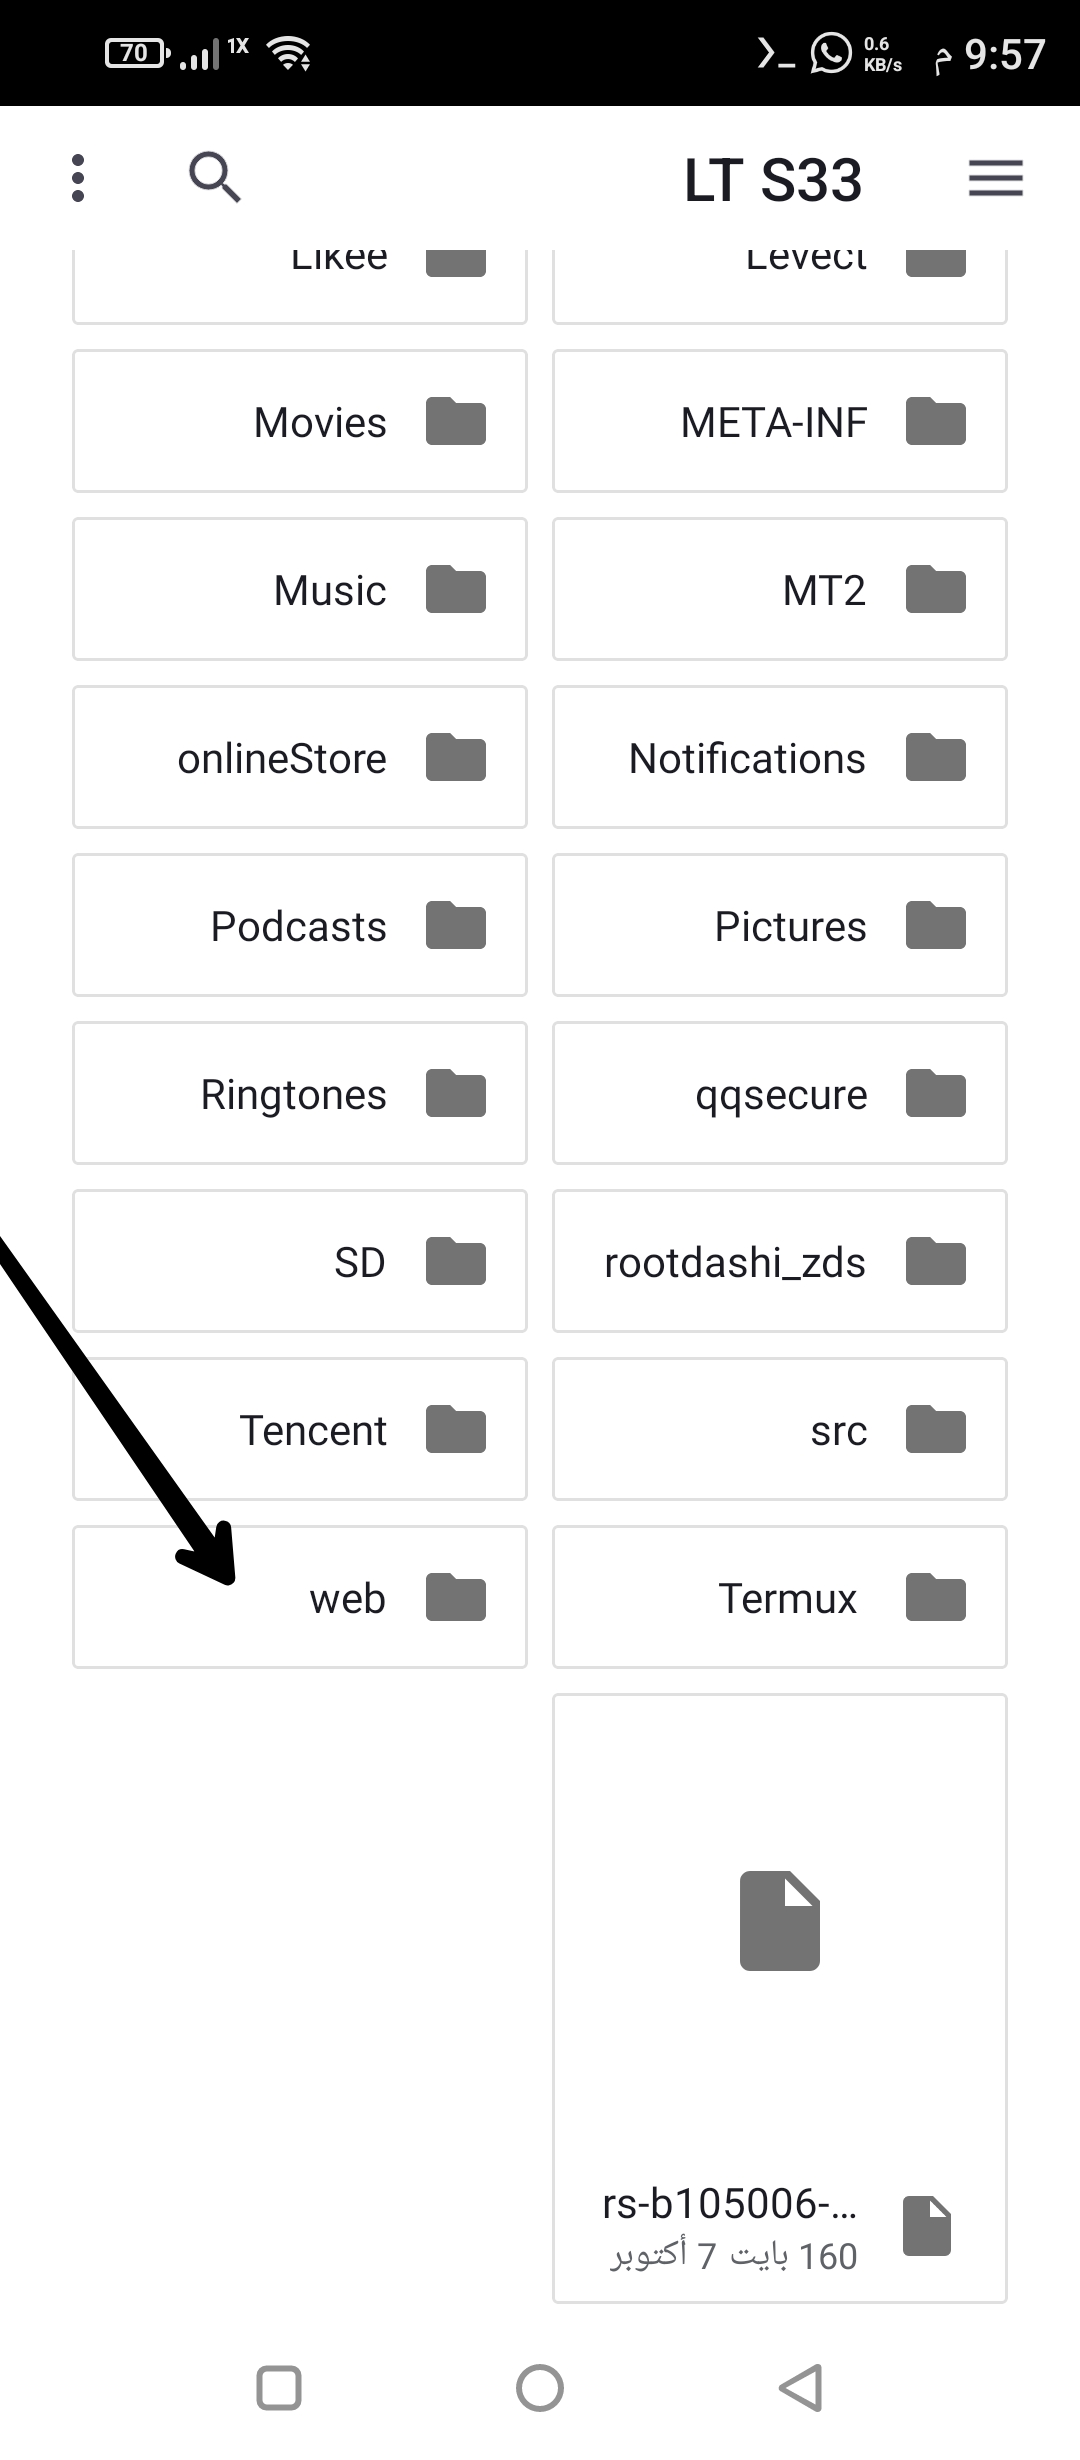 9:57 م
0.6 KB/s
1X
70
LT S33
Levect
Likee
META-INF
Movies
MT2
Music
Notifications
onlineStore
Pictures
Podcasts
qqsecure
Ringtones
rootdashi_zds
SD
src
Tencent
Termux
web
rs-b105006-...
160 بايت 7 أكتوبر